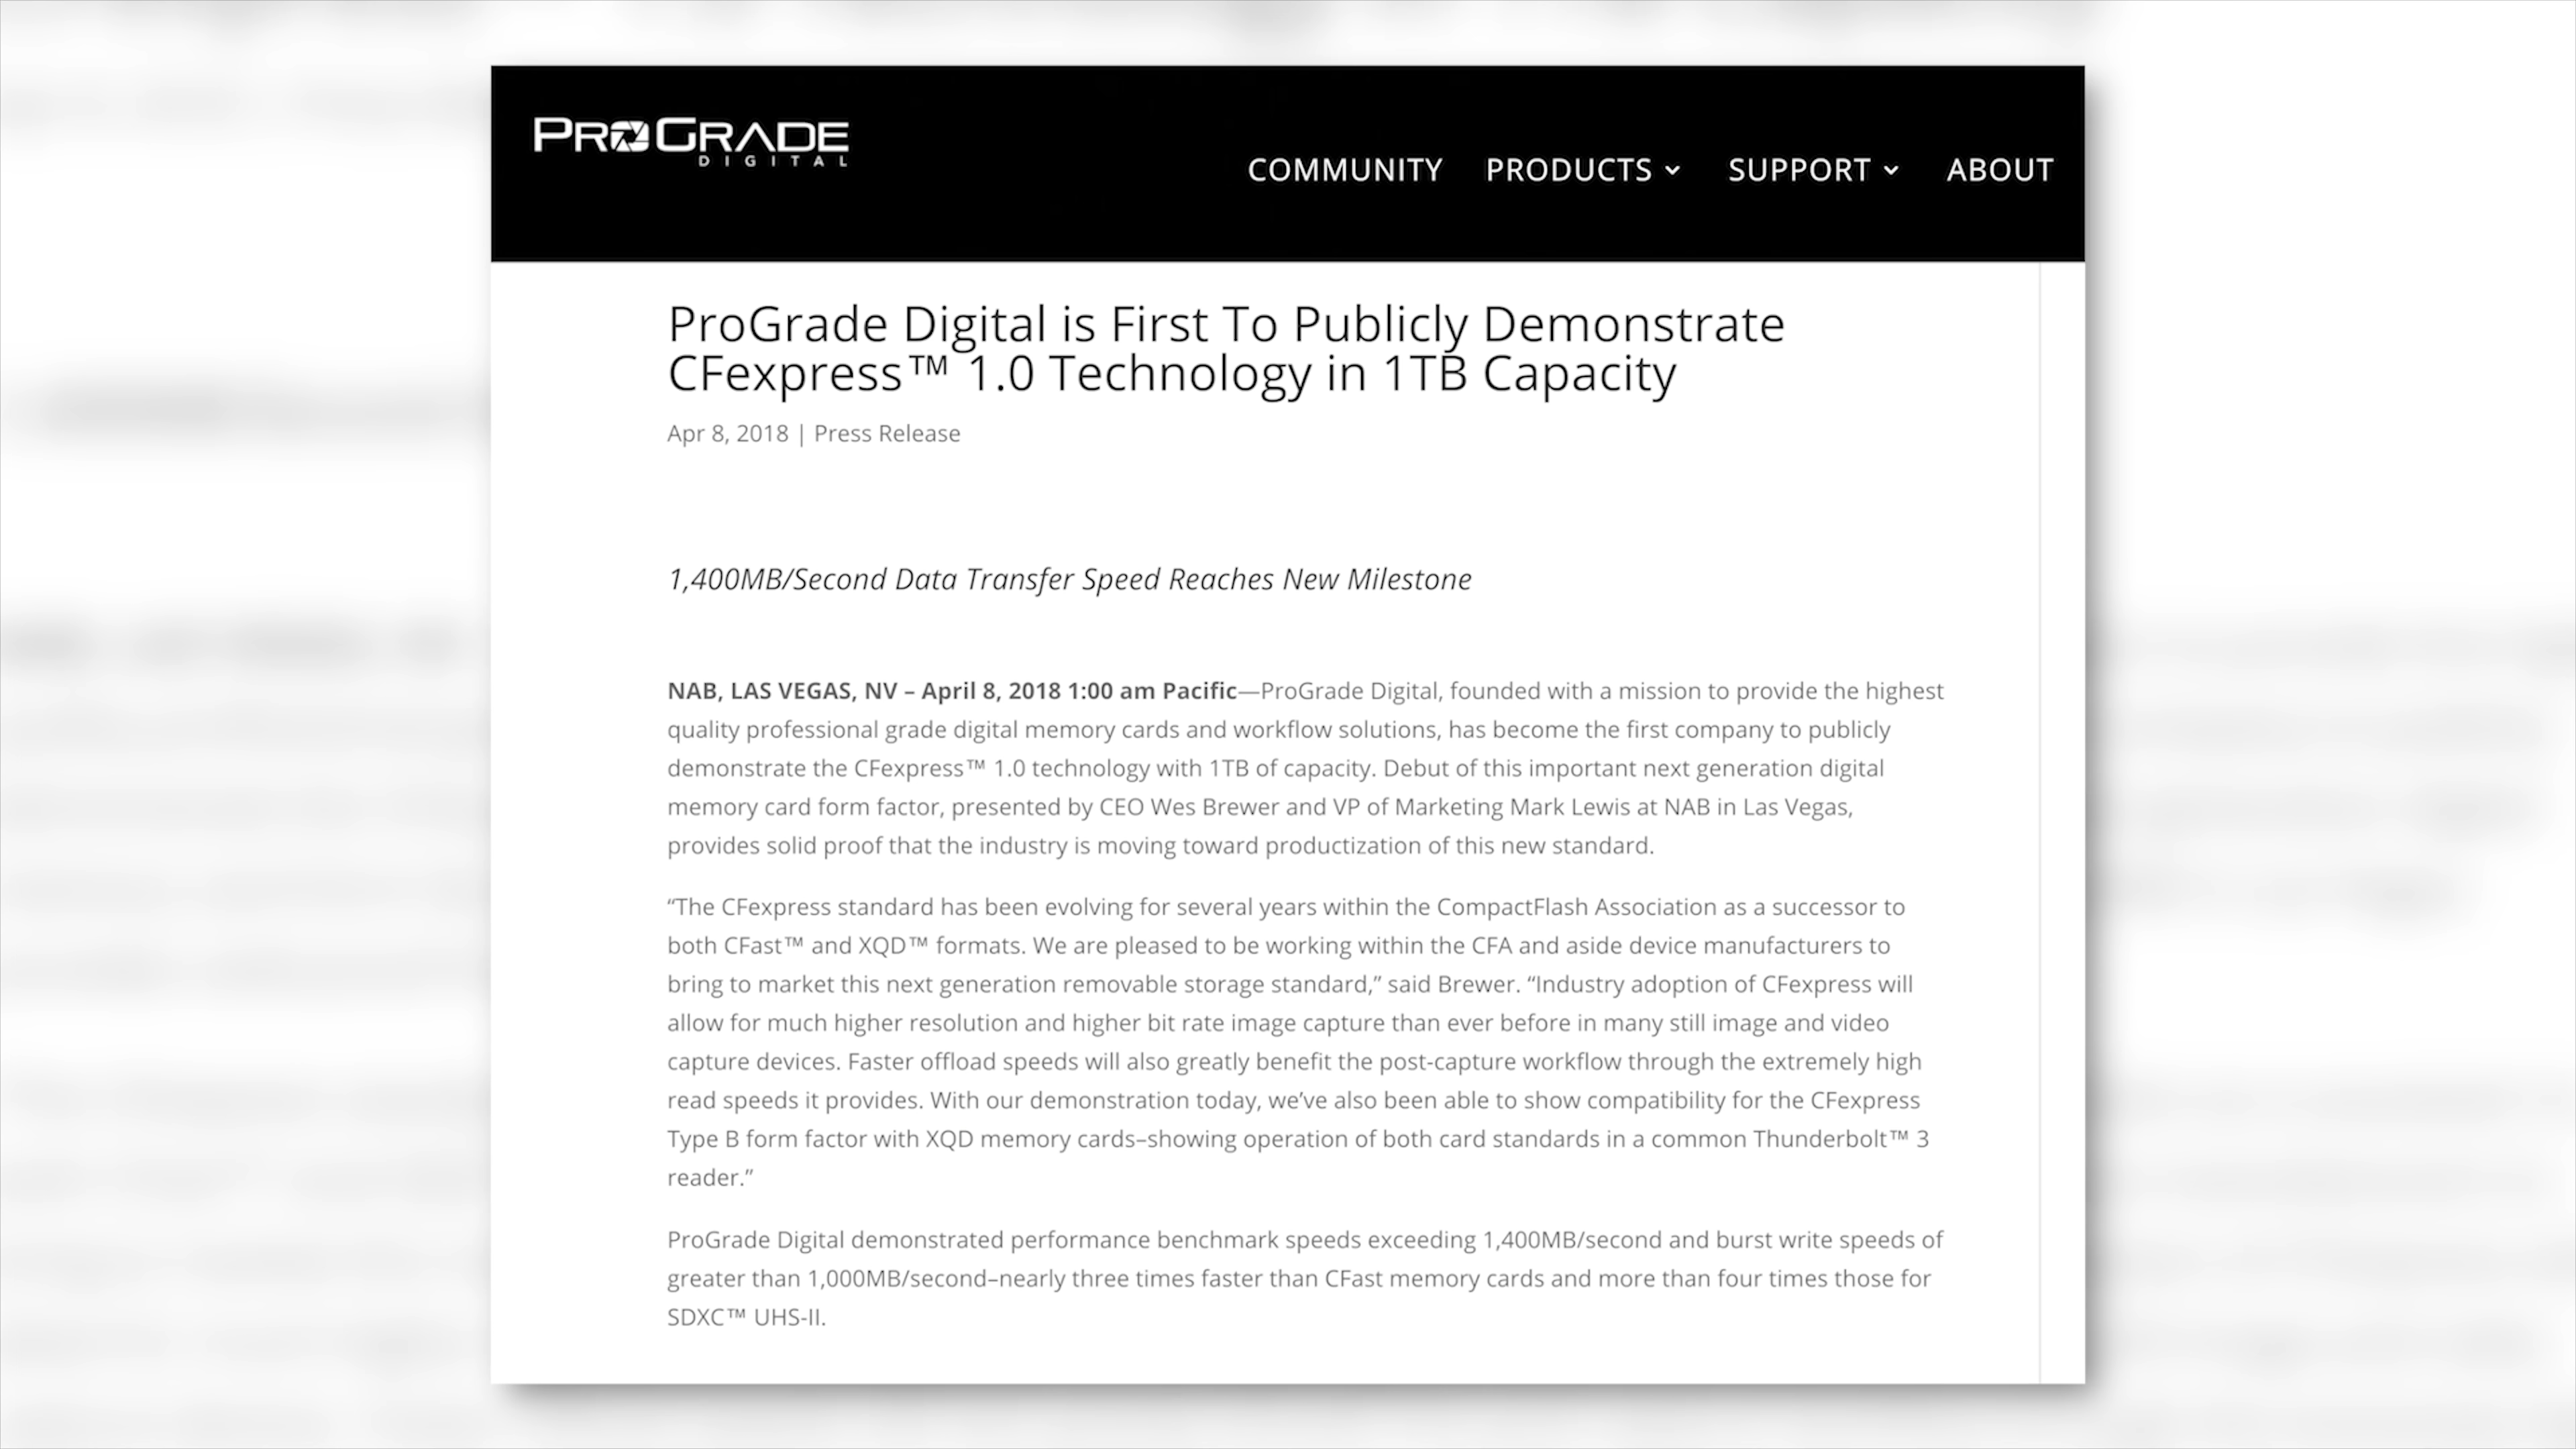 PROGRADE
DIGITAL
COMMUNITY PRODUCTS SUPPORT ABOUT
ProGrade Digital is First To Publicly Demonstrate
CFexpress™ 1.0 Technology in 1TB Capacity
Apr 8, 2018 | Press Release
1,400MB/Second Data Transfer Speed Reaches New Milestone
NAB, LAS VEGAS, NV – April 8, 2018 1:00 am Pacific—ProGrade Digital, founded with a mission to provide the highest
quality professional grade digital memory cards and workflow solutions, has become the first company to publicly
demonstrate the CFexpress™ 1.0 technology with 1TB of capacity. Debut of this important next generation digital
memory card form factor, presented by CEO Wes Brewer and VP of Marketing Mark Lewis at NAB in Las Vegas,
provides solid proof that the industry is moving toward productization of this new standard.
“The CFexpress standard has been evolving for several years within the CompactFlash Association as a successor to
both CFast™ and XQD™ formats. We are pleased to be working within the CFA and aside device manufacturers to
bring to market this next generation removable storage standard,” said Brewer. “Industry adoption of CFexpress will
allow for much higher resolution and higher bit rate image capture than ever before in many still image and video
capture devices. Faster offload speeds will also greatly benefit the post-capture workflow through the extremely high
read speeds it provides. With our demonstration today, we’ve also been able to show compatibility for the CFexpress
Type B form factor with XQD memory cards–showing operation of both card standards in a common Thunderbolt™ 3
reader.”
ProGrade Digital demonstrated performance benchmark speeds exceeding 1,400MB/second and burst write speeds of
greater than 1,000MB/second–nearly three times faster than CFast memory cards and more than four times those for
SDXC™ UHS-II.